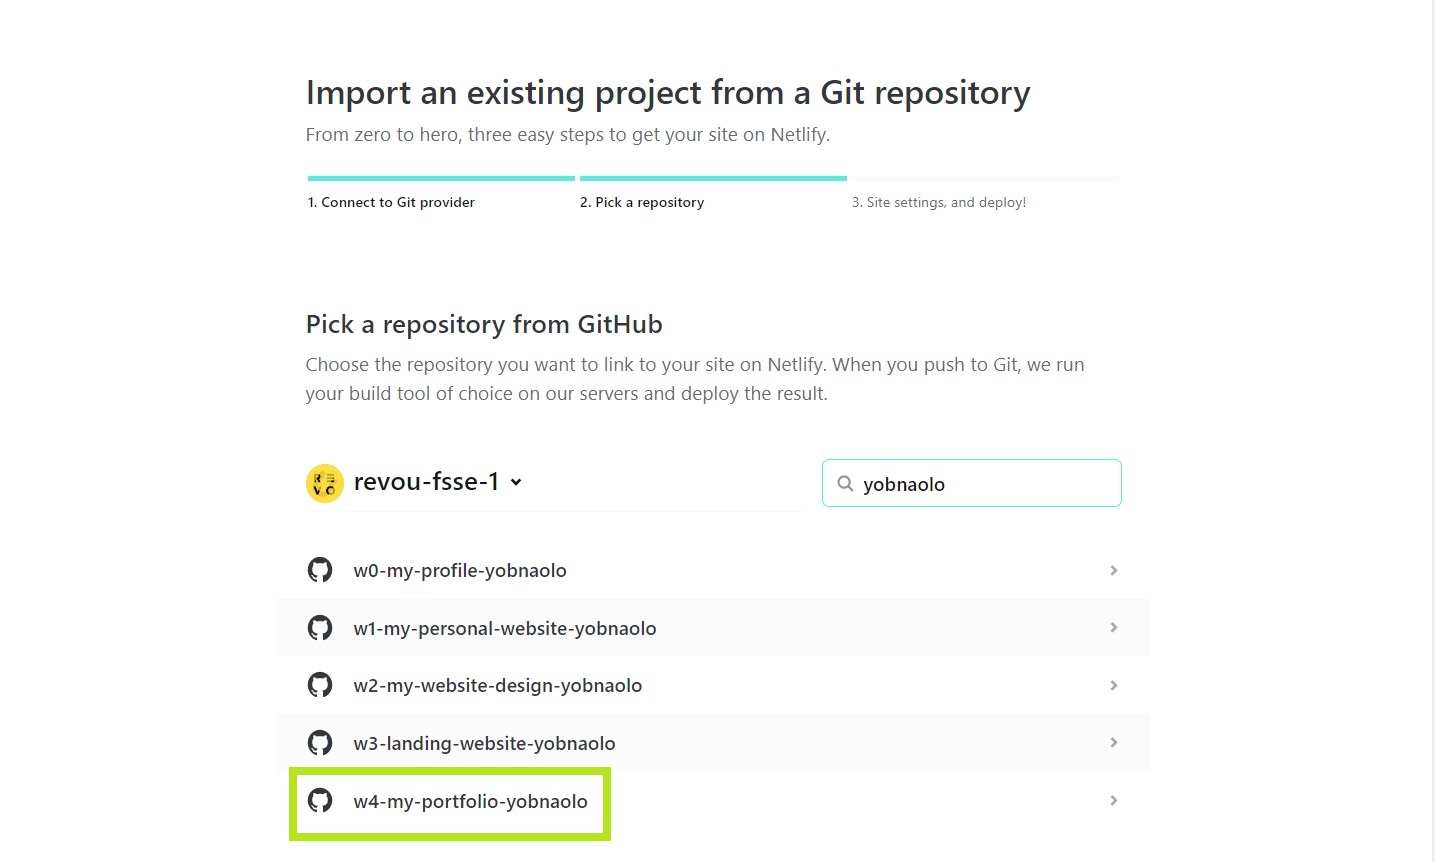 Import an existing project from a Git repository
From zero to hero, three easy steps to get your site on Netlify.
1. Connect to Git provider
2. Pick a repository
3. Site settings, and deploy!
Pick a repository from GitHub
Choose the repository you want to link to your site on Netlify. When you push to Git, we run
your build tool of choice on our servers and deploy the result.
revou-fsse-1
yobnaolo
w0-my-profile-yobnaolo
w1-my-personal-website-yobnaolo
w2-my-website-design-yobnaolo
w3-landing-website-yobnaolo
w4-my-portfolio-yobnaolo